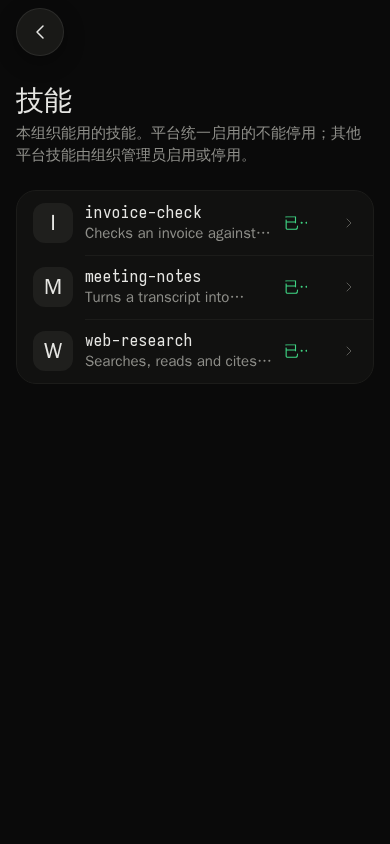 技能
本组织能用的技能。平台统一启用的不能停用；其他
平台技能由组织管理员启用或停用。
I
invoice-check
Checks an invoice against…
已…
M
meeting-notes
Turns a transcript into…
已…
W
web-research
Searches, reads and cites…
已…